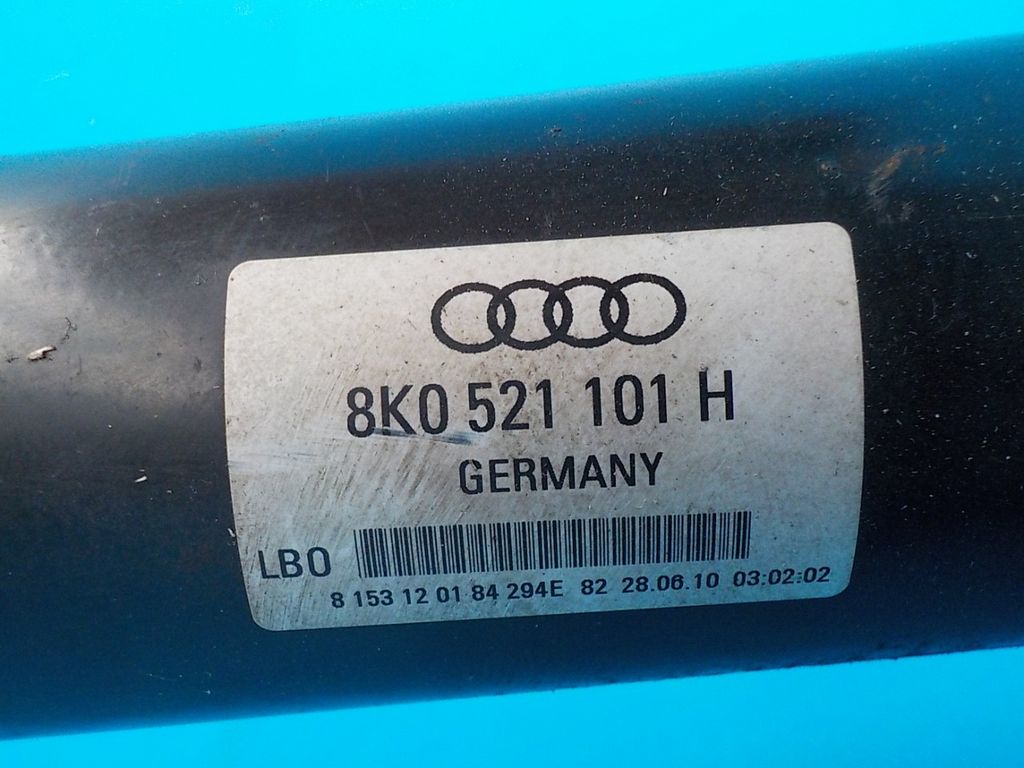 8K0 521 101 H
GERMANY
LBO
8 153 12 01 84 294E 82 28.06.10 03:02:02